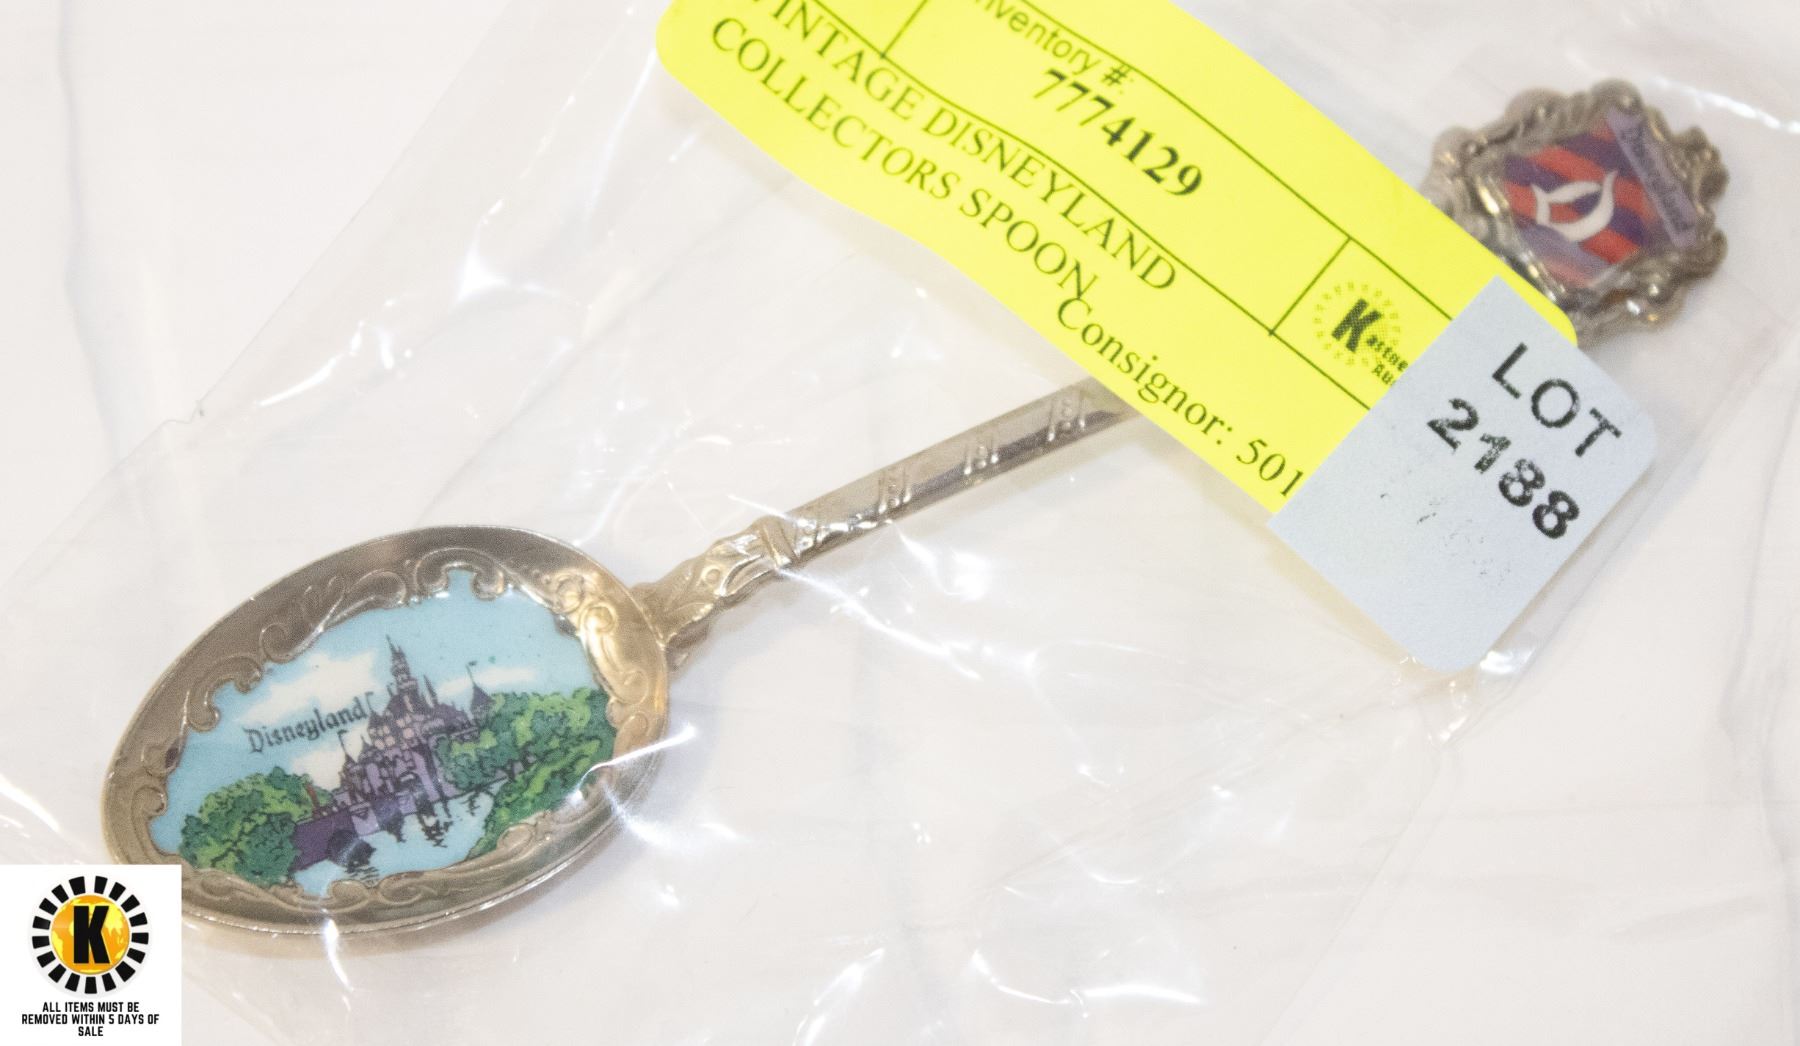 Inventory #:
7774129
VINTAGE DISNEYLAND
COLLECTORS SPOON
Consignor: 501
K
LOT
2188
Disneyland
Disneyland
K
ALL ITEMS MUST BE
REMOVED WITHIN 5 DAYS OF
SALE